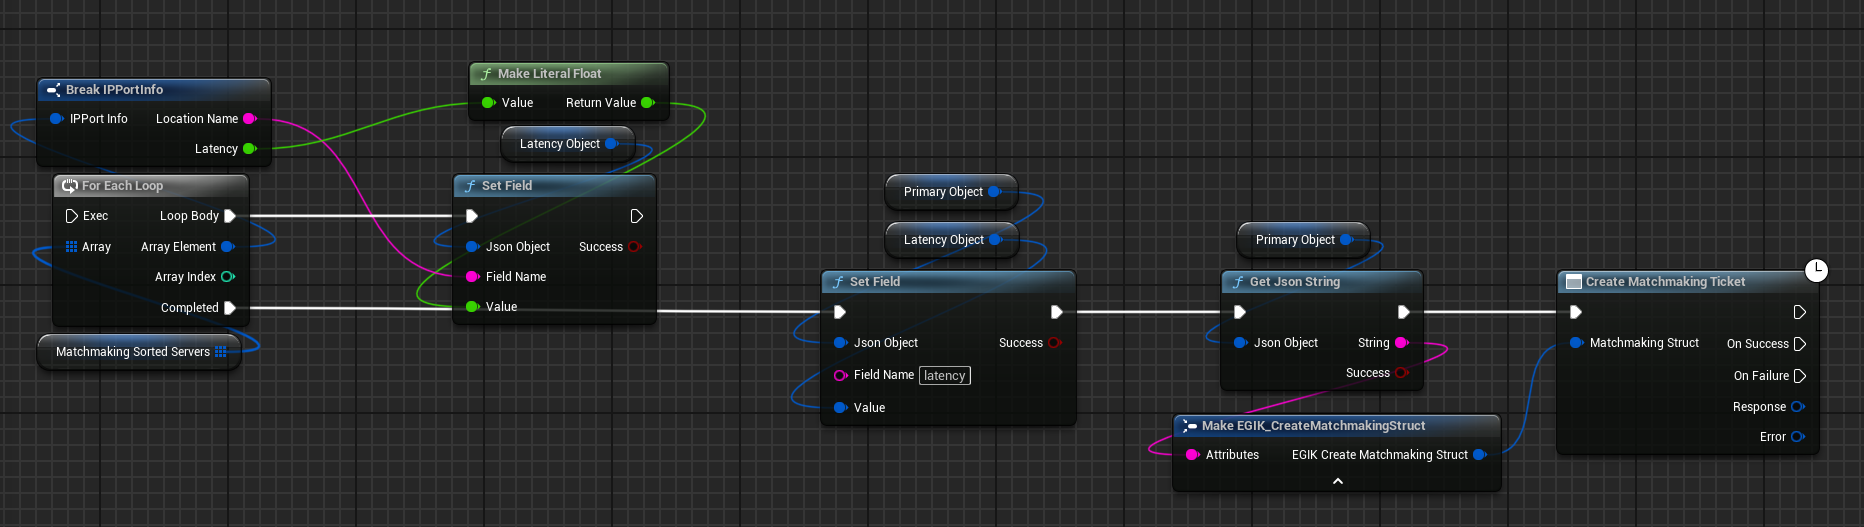 Break IPPortInfo
IPPort Info
Location Name
Latency
For Each Loop
Exec
Loop Body
Array
Array Element
Array Index
Completed
Matchmaking Sorted Servers
Make Literal Float
Value
Return Value
Latency Object
Set Field
Json Object
Success
Field Name
Value
Primary Object
Latency Object
Set Field
Json Object
Success
Field Name latency
Value
Primary Object
Get Json String
Json Object
String
Success
Make EGIK_CreateMatchmakingStruct
Attributes
EGIK Create Matchmaking Struct
Create Matchmaking Ticket
Matchmaking Struct
On Success
On Failure
Response
Error